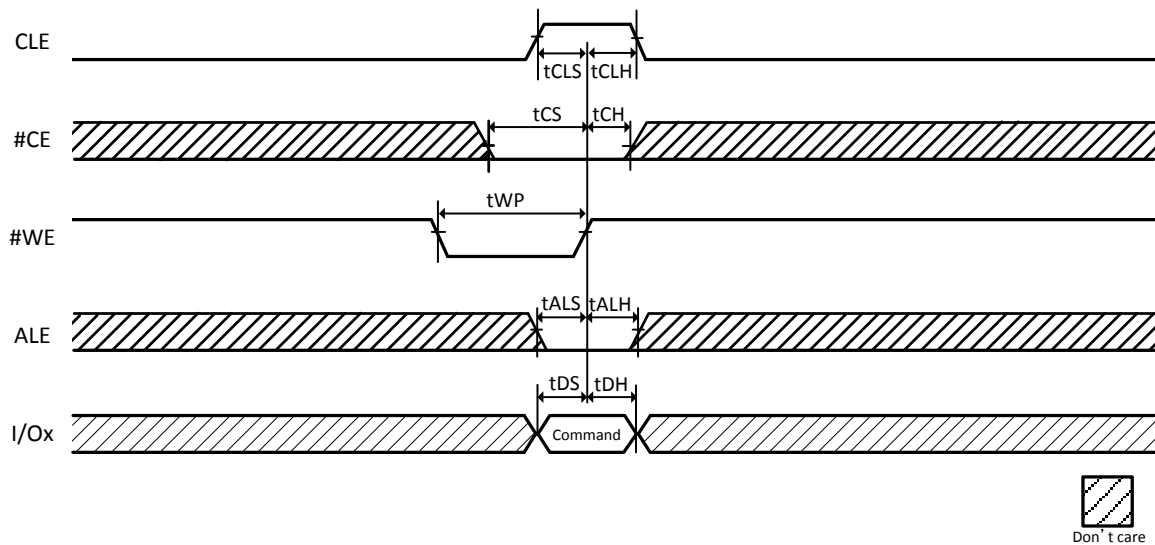 CLE
tCLS tCLH
#CE
tCS tCH
#WE
tWP
ALE
tALS tALH
I/Ox
tDS tDH
Command
Don’t care